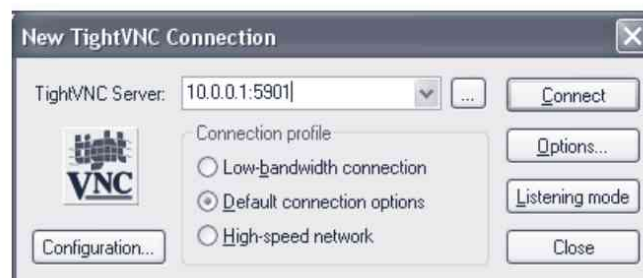 New TightVNC Connection
TightVNC Server:
10.0.0.1:5901
...
Connect
Connection profile
Low-bandwidth connection
Default connection options
High-speed network
Options...
Listening mode
Close
tight
VNC
Configuration...